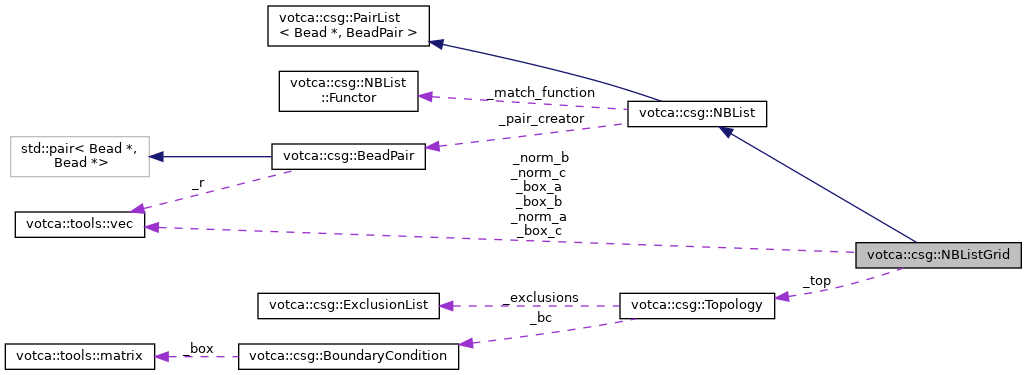 votca::csg::PairList
< Bead *, BeadPair >
votca::csg::NBList
::Functor
_match_function
votca::csg::NBList
_pair_creator
std::pair< Bead *,
Bead *>
votca::csg::BeadPair
_r
_norm_b
_norm_c
_box_a
_box_b
_norm_a
_box_c
votca::tools::vec
votca::csg::NBListGrid
_top
votca::csg::ExclusionList
_exclusions
votca::csg::Topology
_bc
votca::tools::matrix
_box
votca::csg::BoundaryCondition